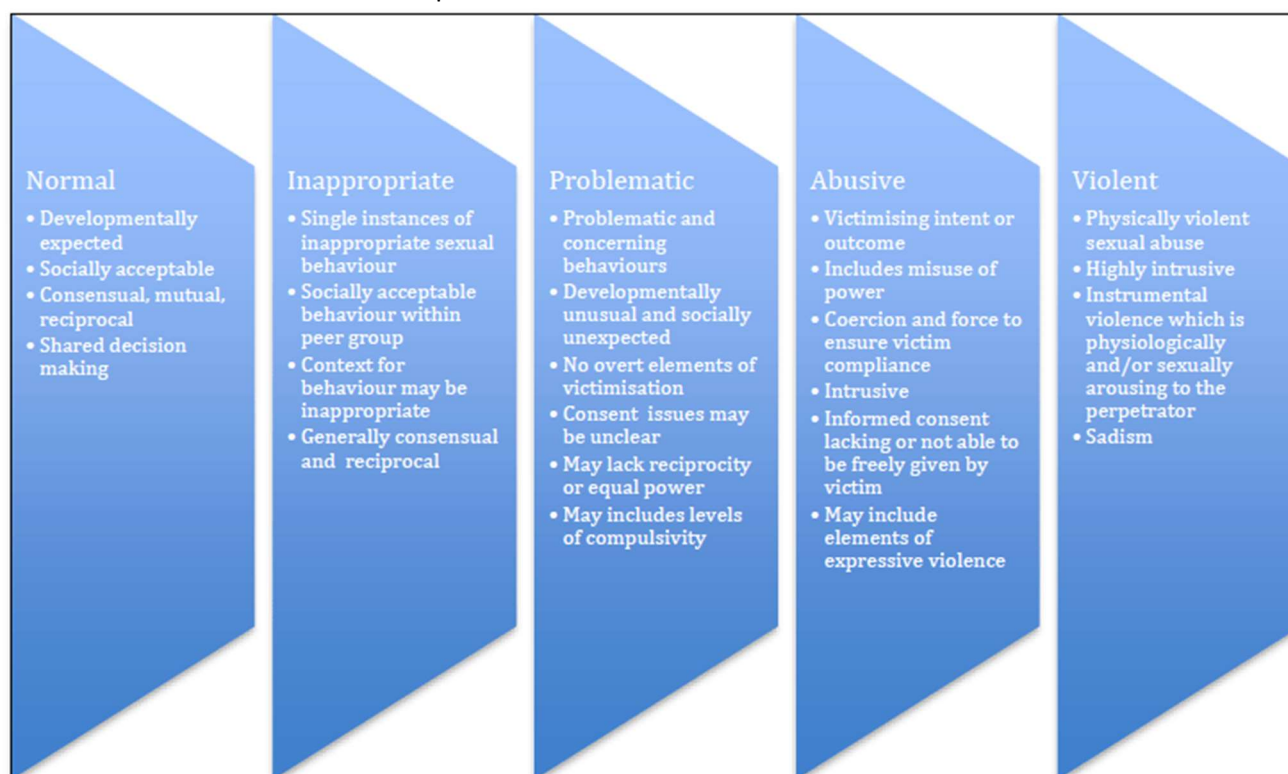 Normal
• Developmentally
expected
• Socially acceptable
• Consensual, mutual,
reciprocal
• Shared decision
making
Inappropriate
• Single instances of
inappropriate sexual
behaviour
• Socially acceptable
behaviour within
peer group
• Context for
behaviour may be
inappropriate
• Generally consensual
and reciprocal
Problematic
• Problematic and
concerning
behaviours
• Developmentally
unusual and socially
unexpected
• No overt elements of
victimisation
• Consent issues may
be unclear
• May lack reciprocity
or equal power
• May includes levels
of compulsivity
Abusive
• Victimising intent or
outcome
• Includes misuse of
power
• Coercion and force to
ensure victim
compliance
• Intrusive
• Informed consent
lacking or not able to
be freely given by
victim
• May include
elements of
expressive violence
Violent
• Physically violent
sexual abuse
• Highly intrusive
• Instrumental
violence which is
physiologically
and/or sexually
arousing to the
perpetrator
• Sadism